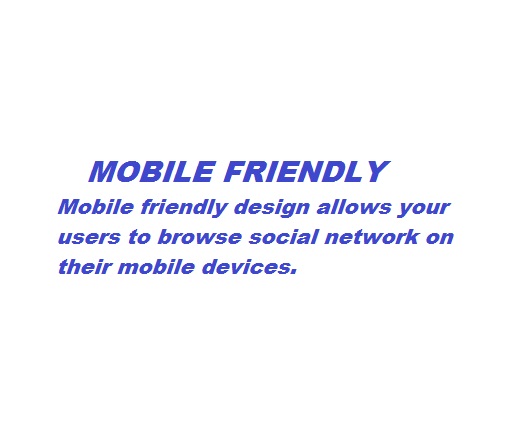 MOBILE FRIENDLY
Mobile friendly design allows your
users to browse social network on
their mobile devices.